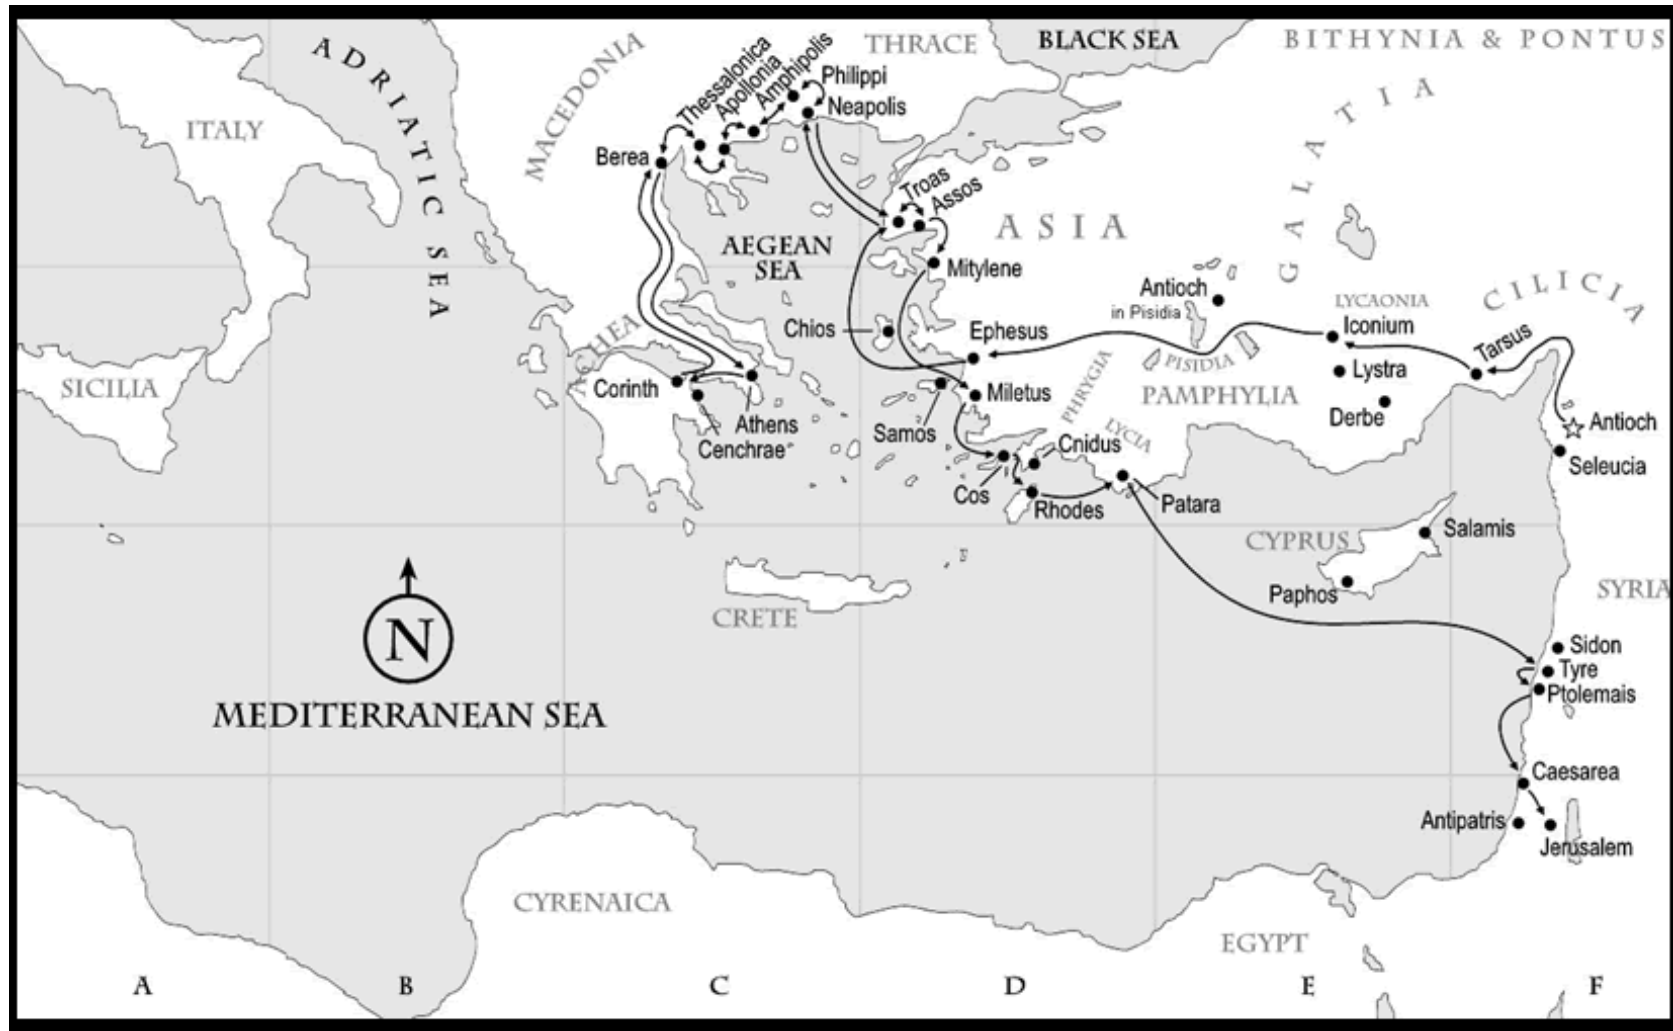 ADRIATIC SEA
MACEDONIA
THRACE
BLACK SEA
BITHYNIA & PONTUS
ITALY
Thessalonica
Apollonia
Amphipolis
Philippi
Neapolis
Berea
GALATIA
Troas
Assos
ASIA
AEGEAN
SEA
Mitylene
Antioch
in Pisidia
LYCAONIA
CILICIA
Chios
Ephesus
Iconium
Tarsus
ACHEA
PISIDIA
SICILIA
Corinth
Lystra
PHRYGIA
PAMPHYLIA
Miletus
Derbe
Athens
Samos
Antioch
Cenchrae
LYCIA
Cnidus
Seleucia
Cos
Rhodes
Patara
CYPRUS
Salamis
Paphos
SYRIA
CRETE
N
Sidon
Tyre
Ptolemais
MEDITERRANEAN SEA
Caesarea
Antipatris
Jerusalem
CYRENAICA
EGYPT
A
B
C
D
E
F